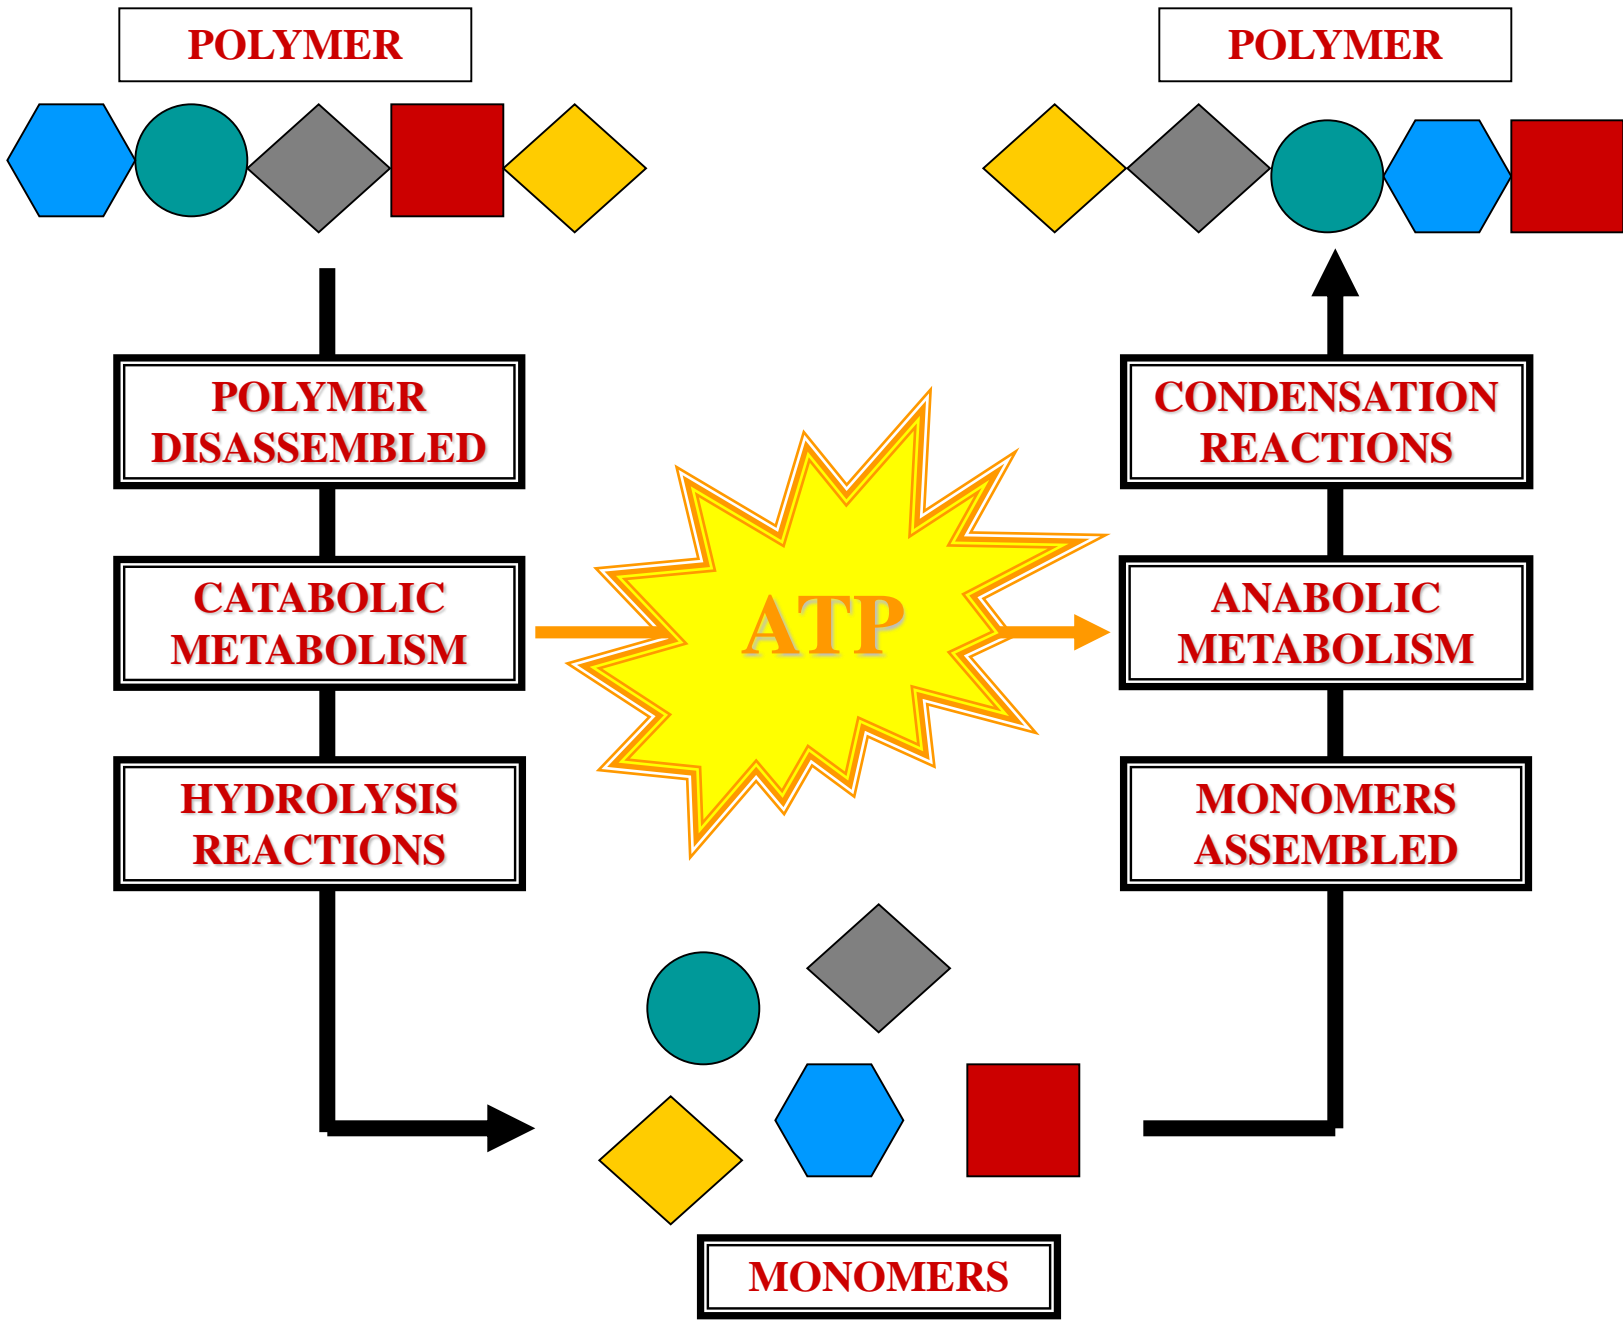 POLYMER
POLYMER
POLYMER
DISASSEMBLED
CATABOLIC
METABOLISM
HYDROLYSIS
REACTIONS
ATP
CONDENSATION
REACTIONS
ANABOLIC
METABOLISM
MONOMERS
ASSEMBLED
MONOMERS